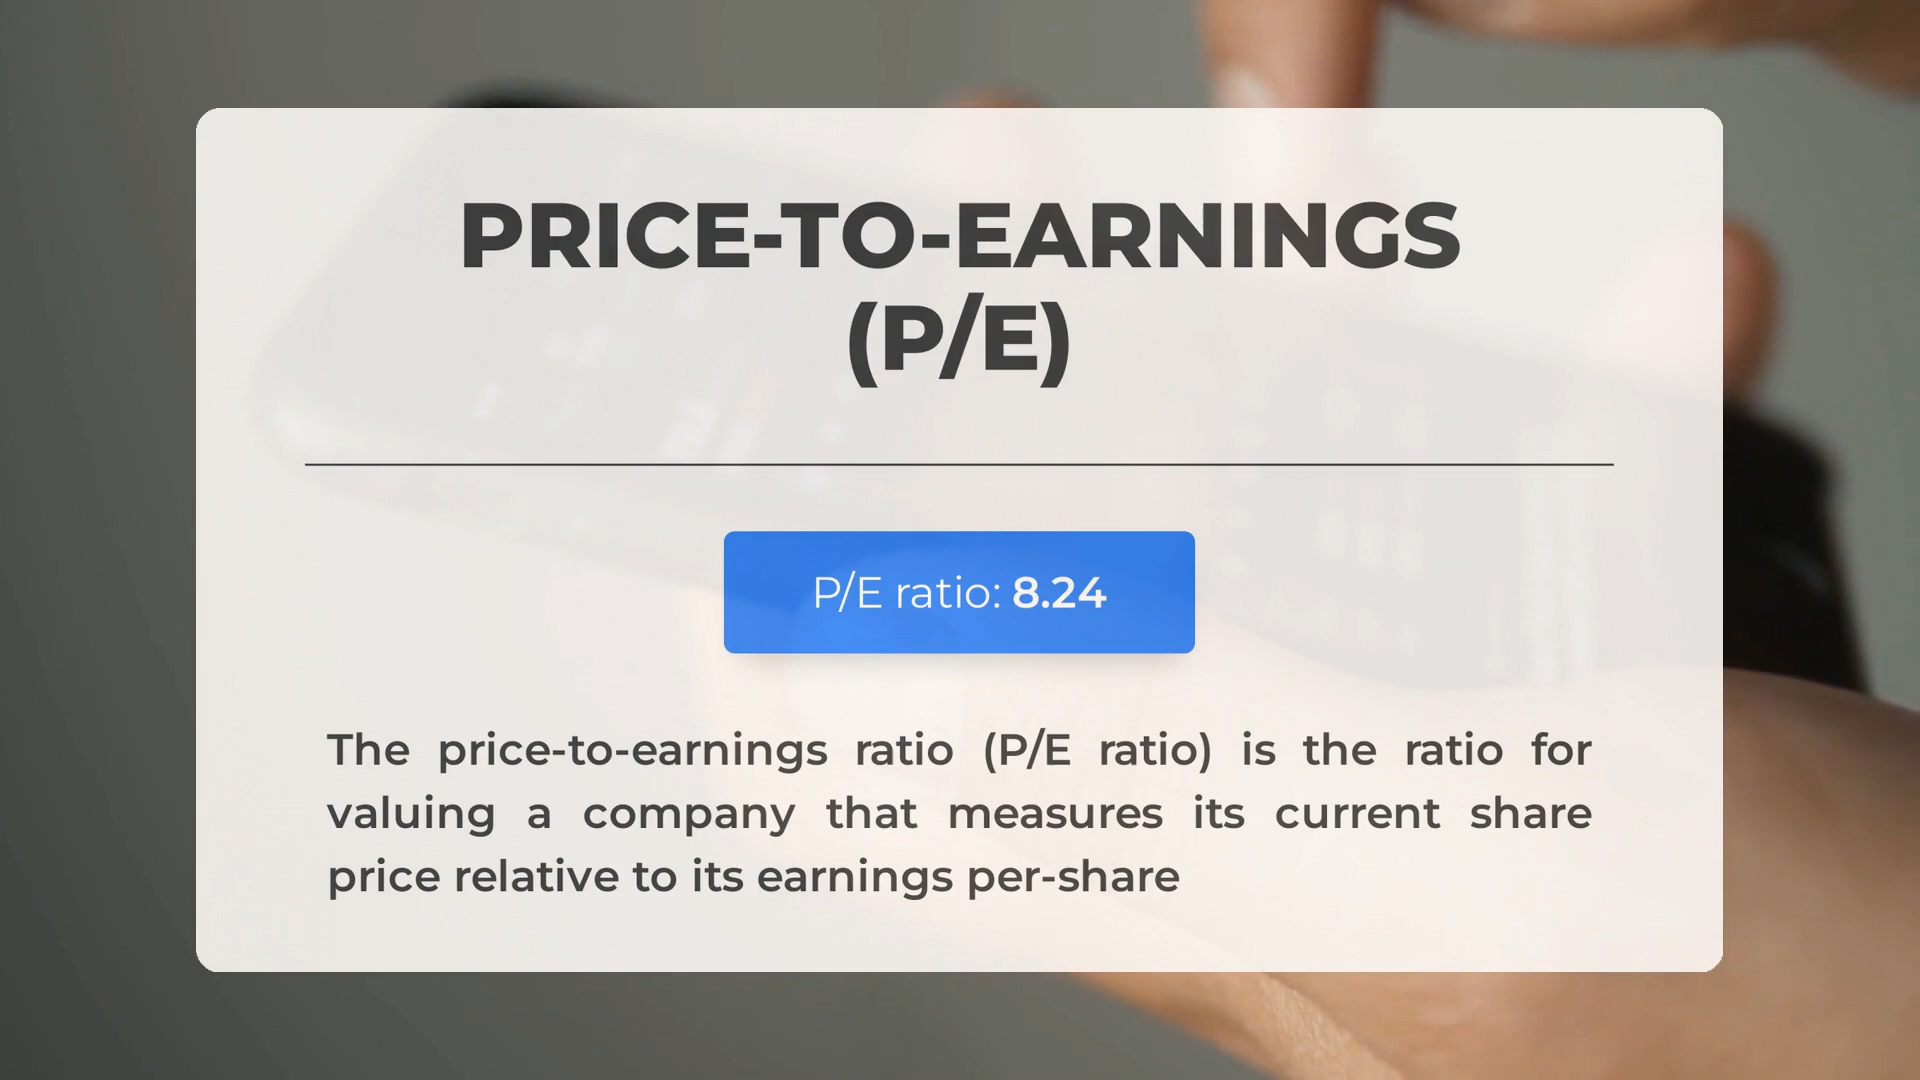 PRICE-TO-EARNINGS
(P/E)
P/E ratio: 8.24
The price-to-earnings ratio (P/E ratio) is the ratio for
valuing a company that measures its current share
price relative to its earnings per-share